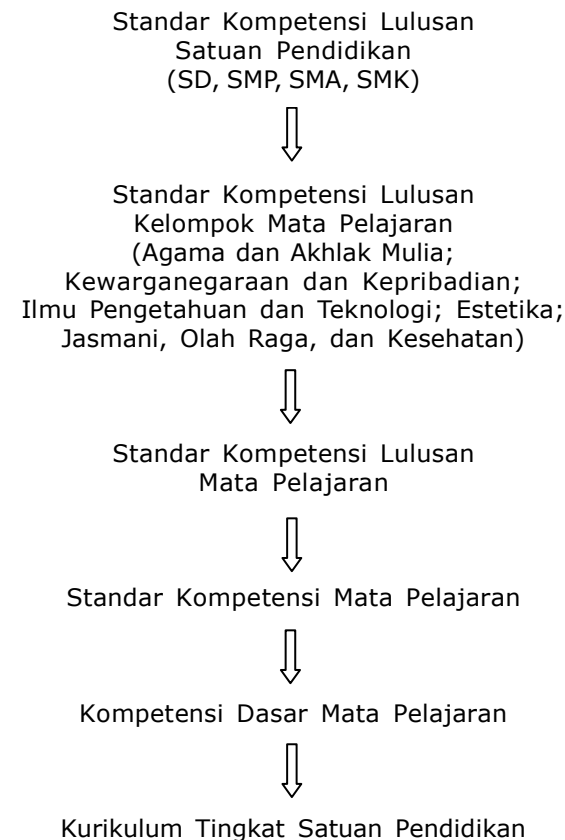 Standar Kompetensi Lulusan
Satuan Pendidikan
(SD, SMP, SMA, SMK)
Standar Kompetensi Lulusan
Kelompok Mata Pelajaran
(Agama dan Akhlak Mulia;
Kewarganegaraan dan Kepribadian;
Ilmu Pengetahuan dan Teknologi; Estetika;
Jasmani, Olah Raga, dan Kesehatan)
Standar Kompetensi Lulusan
Mata Pelajaran
Standar Kompetensi Mata Pelajaran
Kompetensi Dasar Mata Pelajaran
Kurikulum Tingkat Satuan Pendidikan